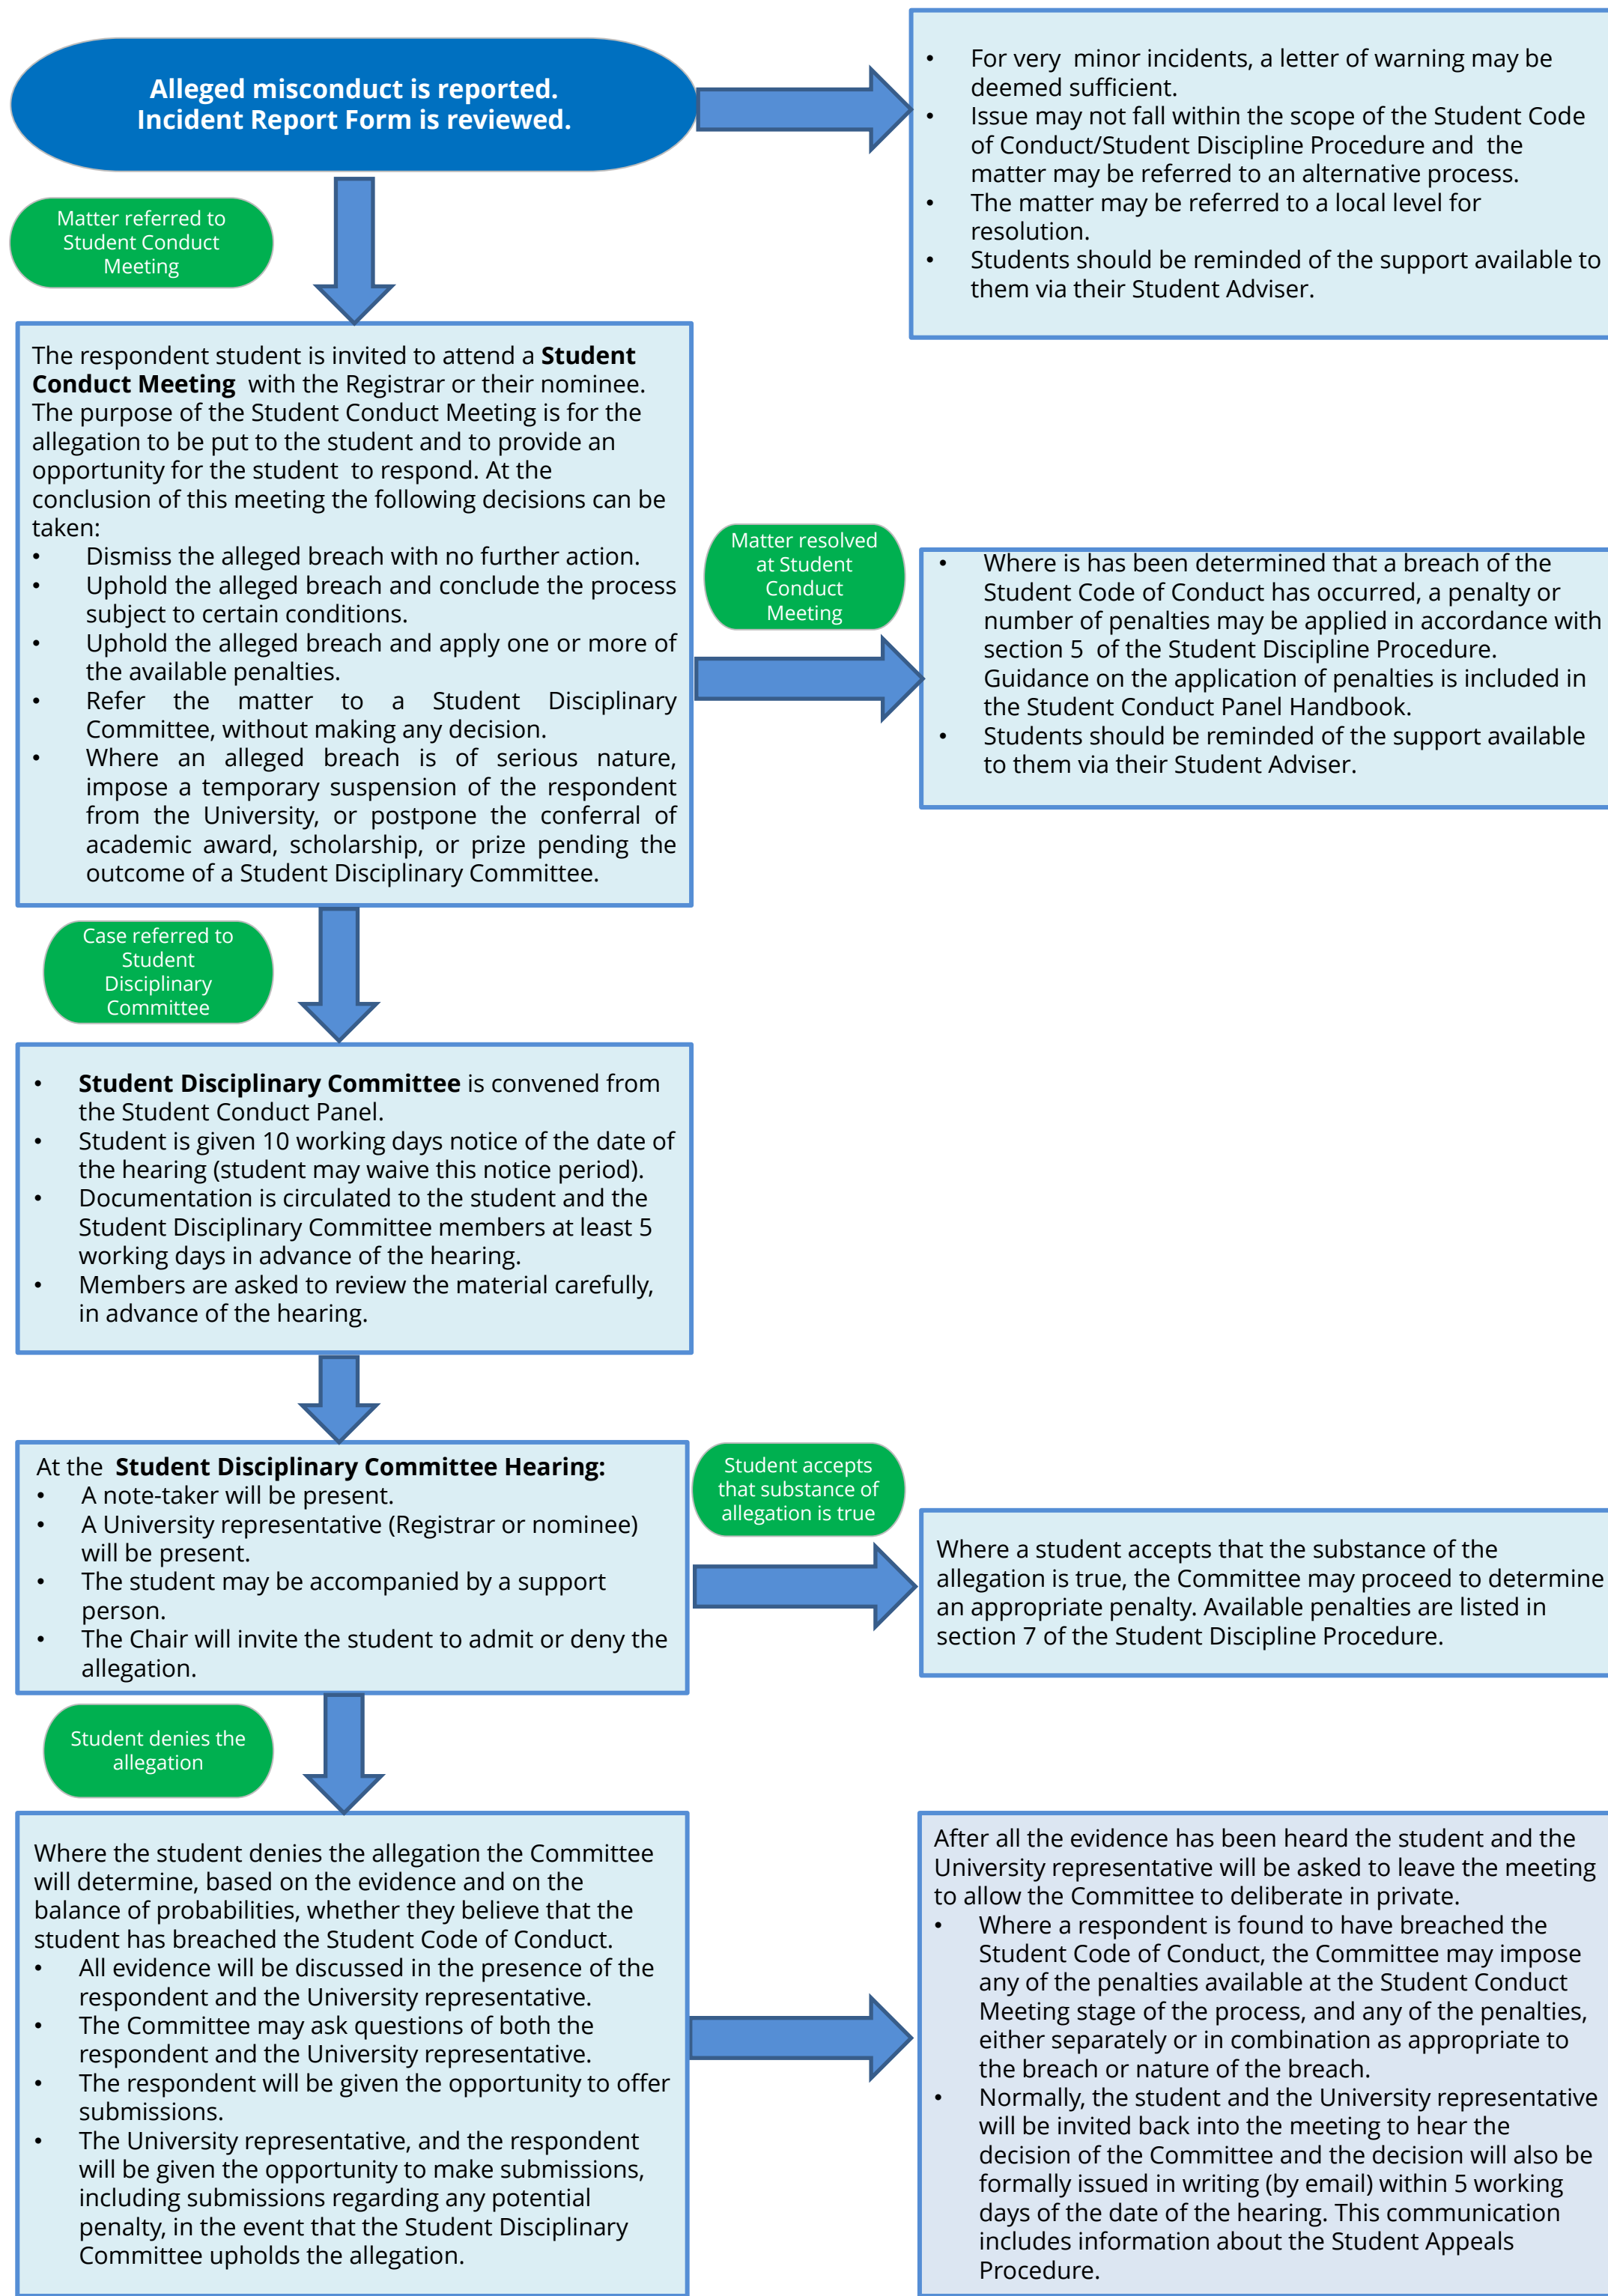 Alleged misconduct is reported.
Incident Report Form is reviewed.
• For very minor incidents, a letter of warning may be
deemed sufficient.
• Issue may not fall within the scope of the Student Code
of Conduct/Student Discipline Procedure and the
matter may be referred to an alternative process.
• The matter may be referred to a local level for
resolution.
• Students should be reminded of the support available to
them via their Student Adviser.
Matter referred to
Student Conduct
Meeting
The respondent student is invited to attend a Student
Conduct Meeting with the Registrar or their nominee.
The purpose of the Student Conduct Meeting is for the
allegation to be put to the student and to provide an
opportunity for the student to respond. At the
conclusion of this meeting the following decisions can be
taken:
• Dismiss the alleged breach with no further action.
• Uphold the alleged breach and conclude the process
subject to certain conditions.
• Uphold the alleged breach and apply one or more of
the available penalties.
• Refer the matter to a Student Disciplinary
Committee, without making any decision.
• Where an alleged breach is of serious nature,
impose a temporary suspension of the respondent
from the University, or postpone the conferral of
academic award, scholarship, or prize pending the
outcome of a Student Disciplinary Committee.
Matter resolved
at Student
Conduct
Meeting
• Where is has been determined that a breach of the
Student Code of Conduct has occurred, a penalty or
number of penalties may be applied in accordance with
section 5 of the Student Discipline Procedure.
Guidance on the application of penalties is included in
the Student Conduct Panel Handbook.
• Students should be reminded of the support available
to them via their Student Adviser.
Case referred to
Student
Disciplinary
Committee
• Student Disciplinary Committee is convened from
the Student Conduct Panel.
• Student is given 10 working days notice of the date of
the hearing (student may waive this notice period).
• Documentation is circulated to the student and the
Student Disciplinary Committee members at least 5
working days in advance of the hearing.
• Members are asked to review the material carefully,
in advance of the hearing.
At the Student Disciplinary Committee Hearing:
• A note-taker will be present.
• A University representative (Registrar or nominee)
will be present.
• The student may be accompanied by a support
person.
• The Chair will invite the student to admit or deny the
allegation.
Student accepts
that substance of
allegation is true
Where a student accepts that the substance of the
allegation is true, the Committee may proceed to determine
an appropriate penalty. Available penalties are listed in
section 7 of the Student Discipline Procedure.
Student denies the
allegation
Where the student denies the allegation the Committee
will determine, based on the evidence and on the
balance of probabilities, whether they believe that the
student has breached the Student Code of Conduct.
• All evidence will be discussed in the presence of the
respondent and the University representative.
• The Committee may ask questions of both the
respondent and the University representative.
• The respondent will be given the opportunity to offer
submissions.
• The University representative, and the respondent
will be given the opportunity to make submissions,
including submissions regarding any potential
penalty, in the event that the Student Disciplinary
Committee upholds the allegation.
After all the evidence has been heard the student and the
University representative will be asked to leave the meeting
to allow the Committee to deliberate in private.
• Where a respondent is found to have breached the
Student Code of Conduct, the Committee may impose
any of the penalties available at the Student Conduct
Meeting stage of the process, and any of the penalties,
either separately or in combination as appropriate to
the breach or nature of the breach.
• Normally, the student and the University representative
will be invited back into the meeting to hear the
decision of the Committee and the decision will also be
formally issued in writing (by email) within 5 working
days of the date of the hearing. This communication
includes information about the Student Appeals
Procedure.